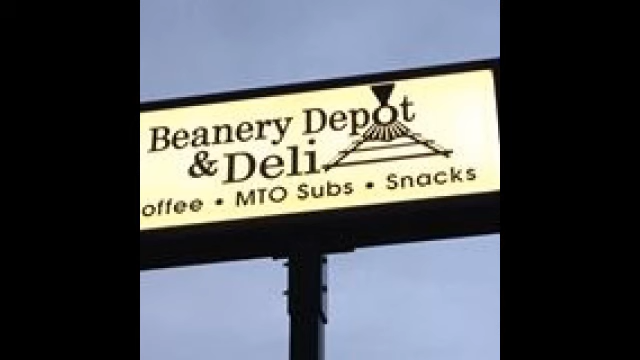 Beanery Depot
& Deli
offee • MTO Subs • Snacks